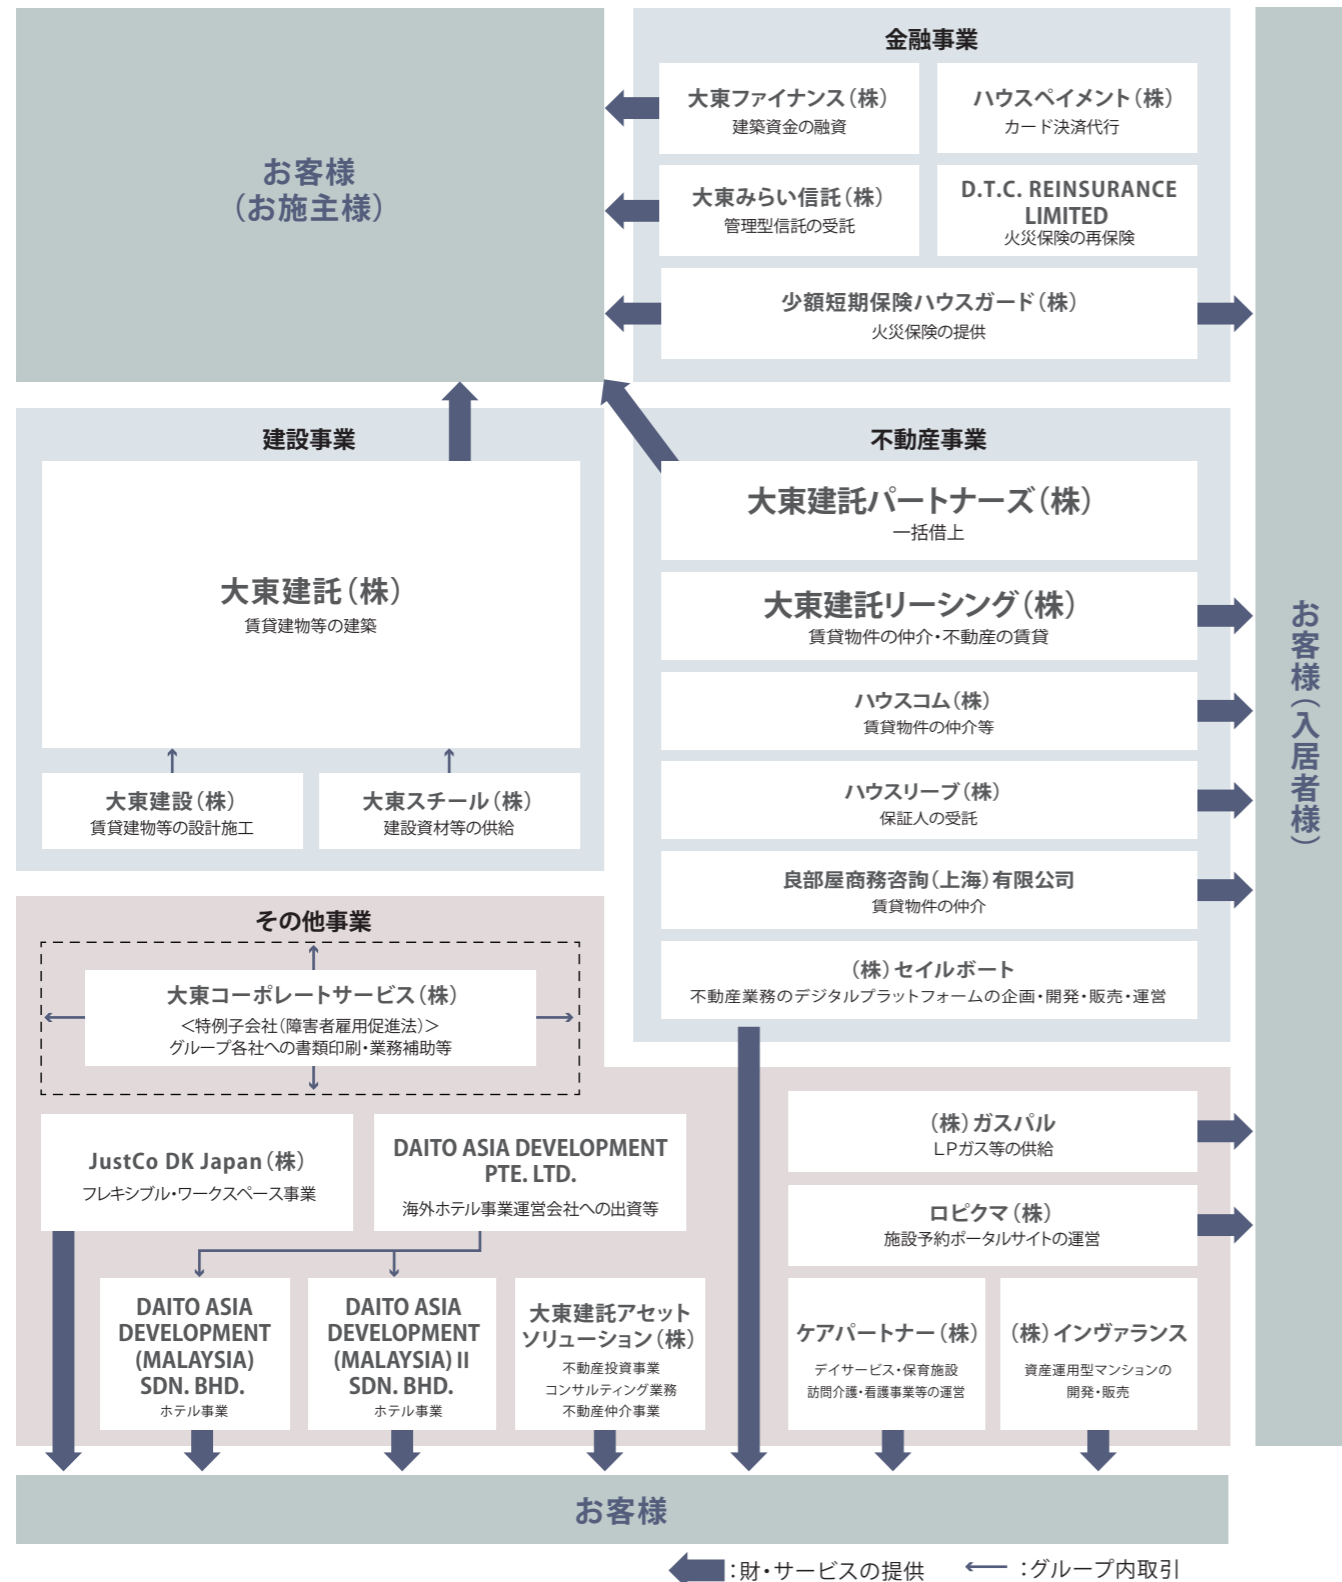 お客様
（お施主様）
金融事業
大東ファイナンス（株）
建築資金の融資
ハウスペイメント（株）
カード決済代行
大東みらい信託（株）
管理型信託の受託
D.T.C. REINSURANCE
LIMITED
火災保険の再保険
少額短期保険ハウスガード（株）
火災保険の提供
建設事業
大東建託（株）
賃貸建物等の建築
大東建設（株）
賃貸建物等の設計施工
大東スチール（株）
建設資材等の供給
不動産事業
大東建託パートナーズ（株）
一括借上
大東建託リーシング（株）
賃貸物件の仲介・不動産の賃貸
ハウスコム（株）
賃貸物件の仲介等
ハウスリーブ（株）
保証人の受託
良部屋商務咨詢（上海）有限公司
賃貸物件の仲介
（株）セイルボート
不動産業務のデジタルプラットフォームの企画・開発・販売・運営
お客様（入居者様）
その他事業
大東コーポレートサービス（株）
＜特例子会社（障害者雇用促進法）＞
グループ各社への書類印刷・業務補助等
JustCo DK Japan（株）
フレキシブル・ワークスペース事業
DAITO ASIA DEVELOPMENT
PTE. LTD.
海外ホテル事業運営会社への出資等
（株）ガスパル
LPガス等の供給
ロピクマ（株）
施設予約ポータルサイトの運営
DAITO ASIA
DEVELOPMENT
(MALAYSIA)
SDN. BHD.
ホテル事業
DAITO ASIA
DEVELOPMENT
(MALAYSIA) II
SDN. BHD.
ホテル事業
大東建託アセット
ソリューション（株）
不動産投資事業
コンサルティング業務
不動産仲介事業
ケアパートナー（株）
デイサービス・保育施設
訪問介護・看護事業等の運営
（株）インヴァランス
資産運用型マンションの
開発・販売
お客様
：財・サービスの提供
：グループ内取引